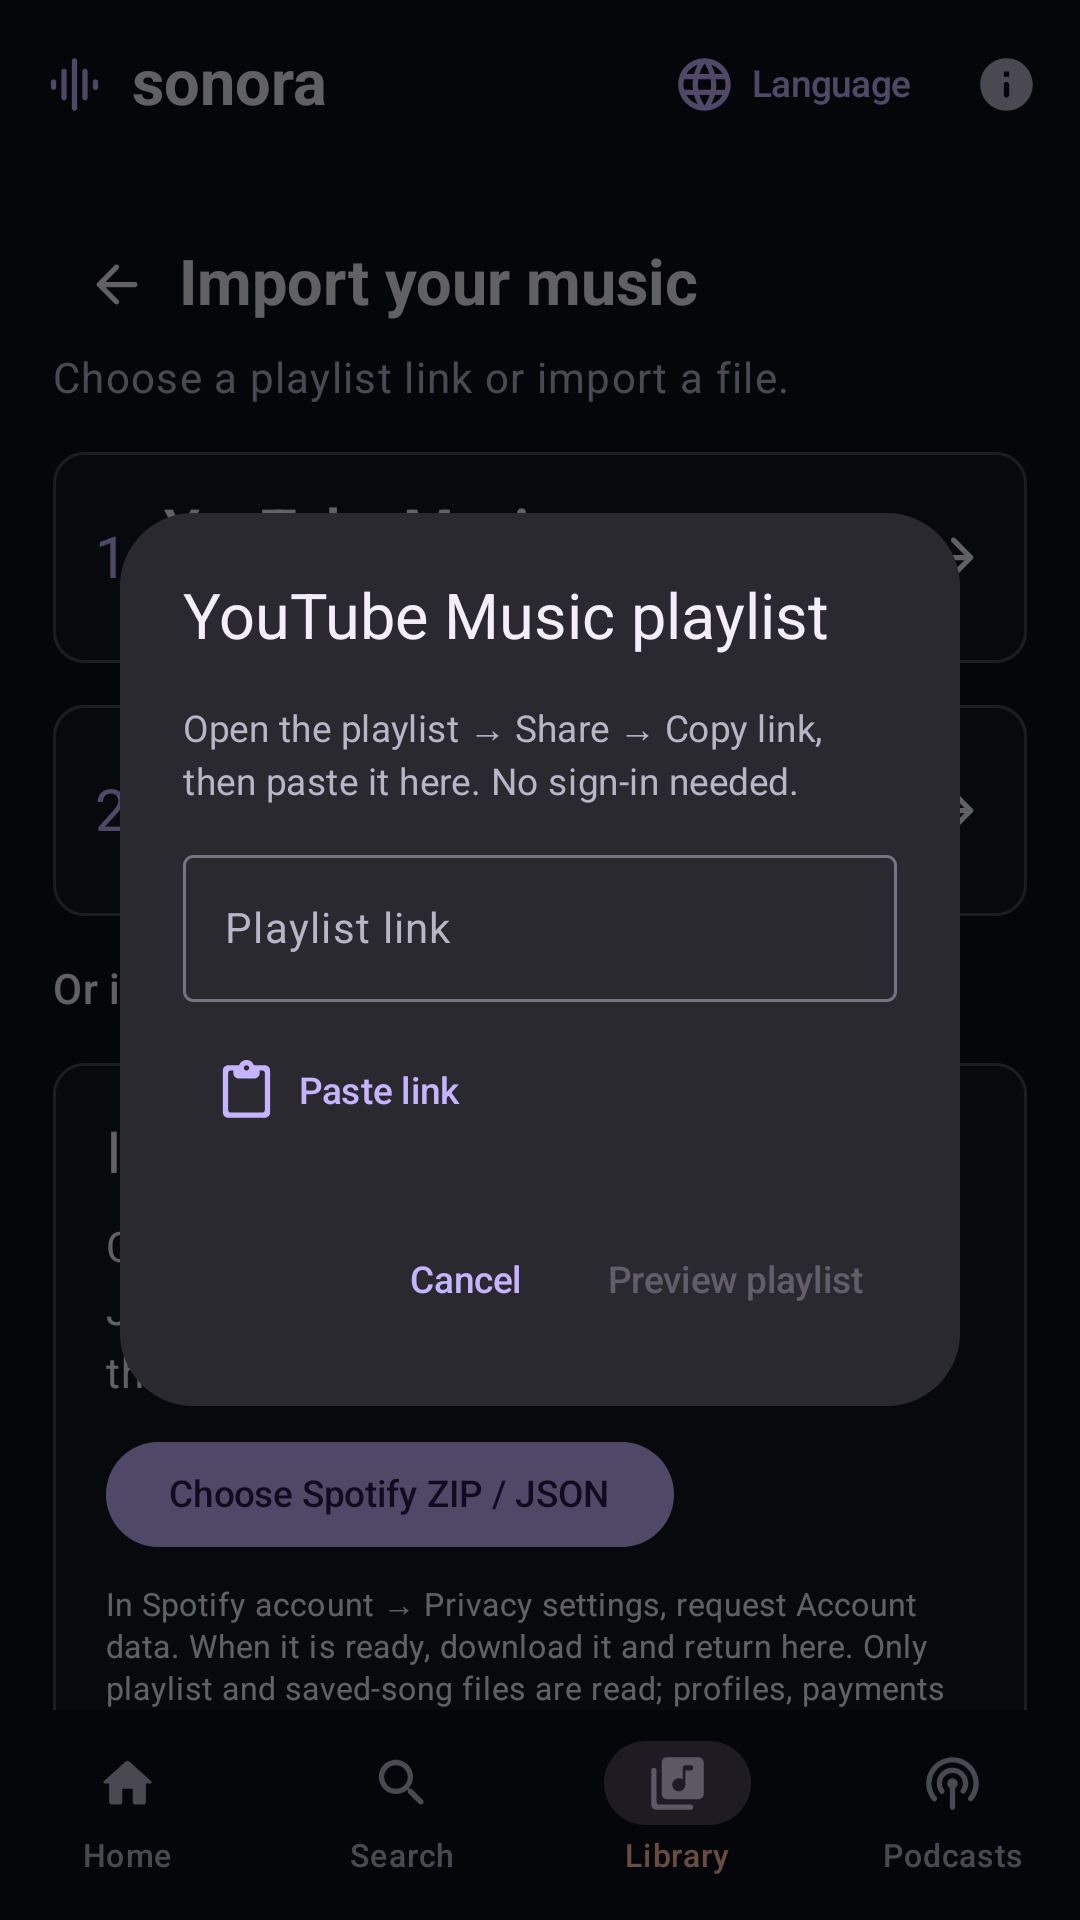 sonora
Language
Import your music
Choose a playlist link or import a file.
1
YouTube Music playlist
Open the playlist → Share → Copy link,
then paste it here. No sign-in needed.
2
Playlist link
Or i
Paste link
Cancel
Preview playlist
th
Choose Spotify ZIP / JSON
In Spotify account → Privacy settings, request Account
data. When it is ready, download it and return here. Only
playlist and saved-song files are read; profiles, payments
Home
Search
Library
Podcasts